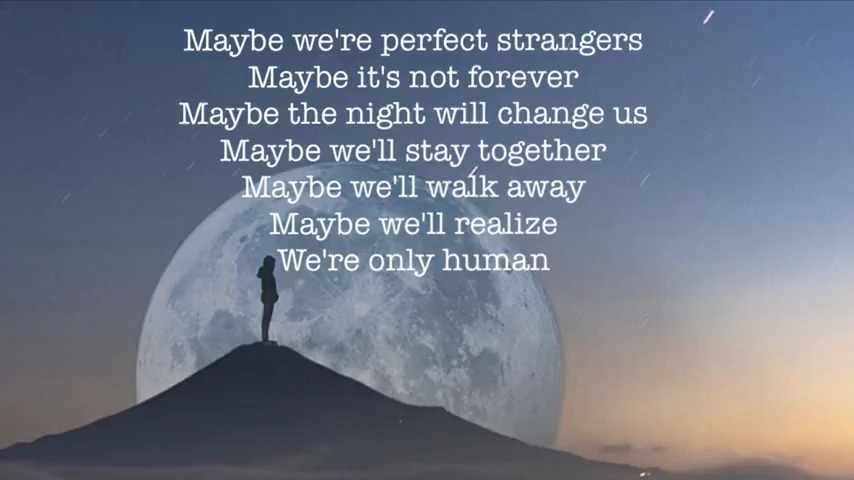 Maybe we're perfect strangers
Maybe it's not forever
Maybe the night will change us
Maybe we'll stay together
Maybe we'll walk away
Maybe we'll realize
We're only human